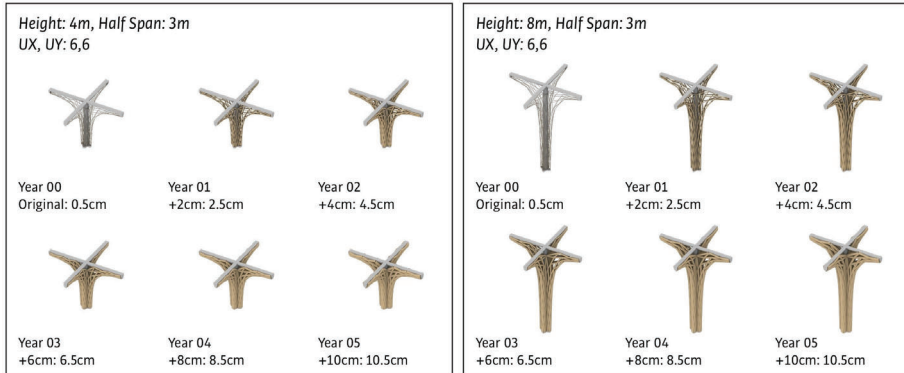 Height: 4m, Half Span: 3m
UX, UY: 6,6
Year 00
Original: 0.5cm
Year 01
+2cm: 2.5cm
Year 02
+4cm: 4.5cm
Year 03
+6cm: 6.5cm
Year 04
+8cm: 8.5cm
Year 05
+10cm: 10.5cm
Height: 8m, Half Span: 3m
UX, UY: 6,6
Year 00
Original: 0.5cm
Year 01
+2cm: 2.5cm
Year 02
+4cm: 4.5cm
Year 03
+6cm: 6.5cm
Year 04
+8cm: 8.5cm
Year 05
+10cm: 10.5cm